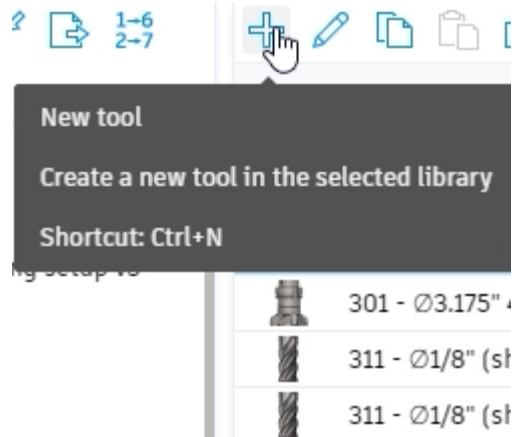 1→6
2→7
New tool
Create a new tool in the selected library
Shortcut: Ctrl+N
301 - Ø3.175"
311 - Ø1/8" (sh
311 - Ø1/8" (sh